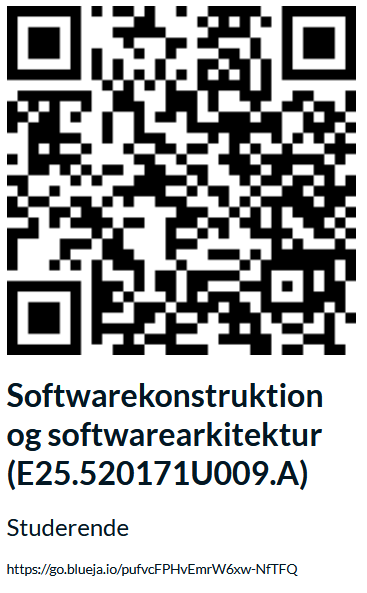 Softwarekonstruktion
og softwarearkitektur
(E25.520171U009.A)
Studerende
https://go.blueja.io/pufvcFPHvEmrW6xw-NfTFQ